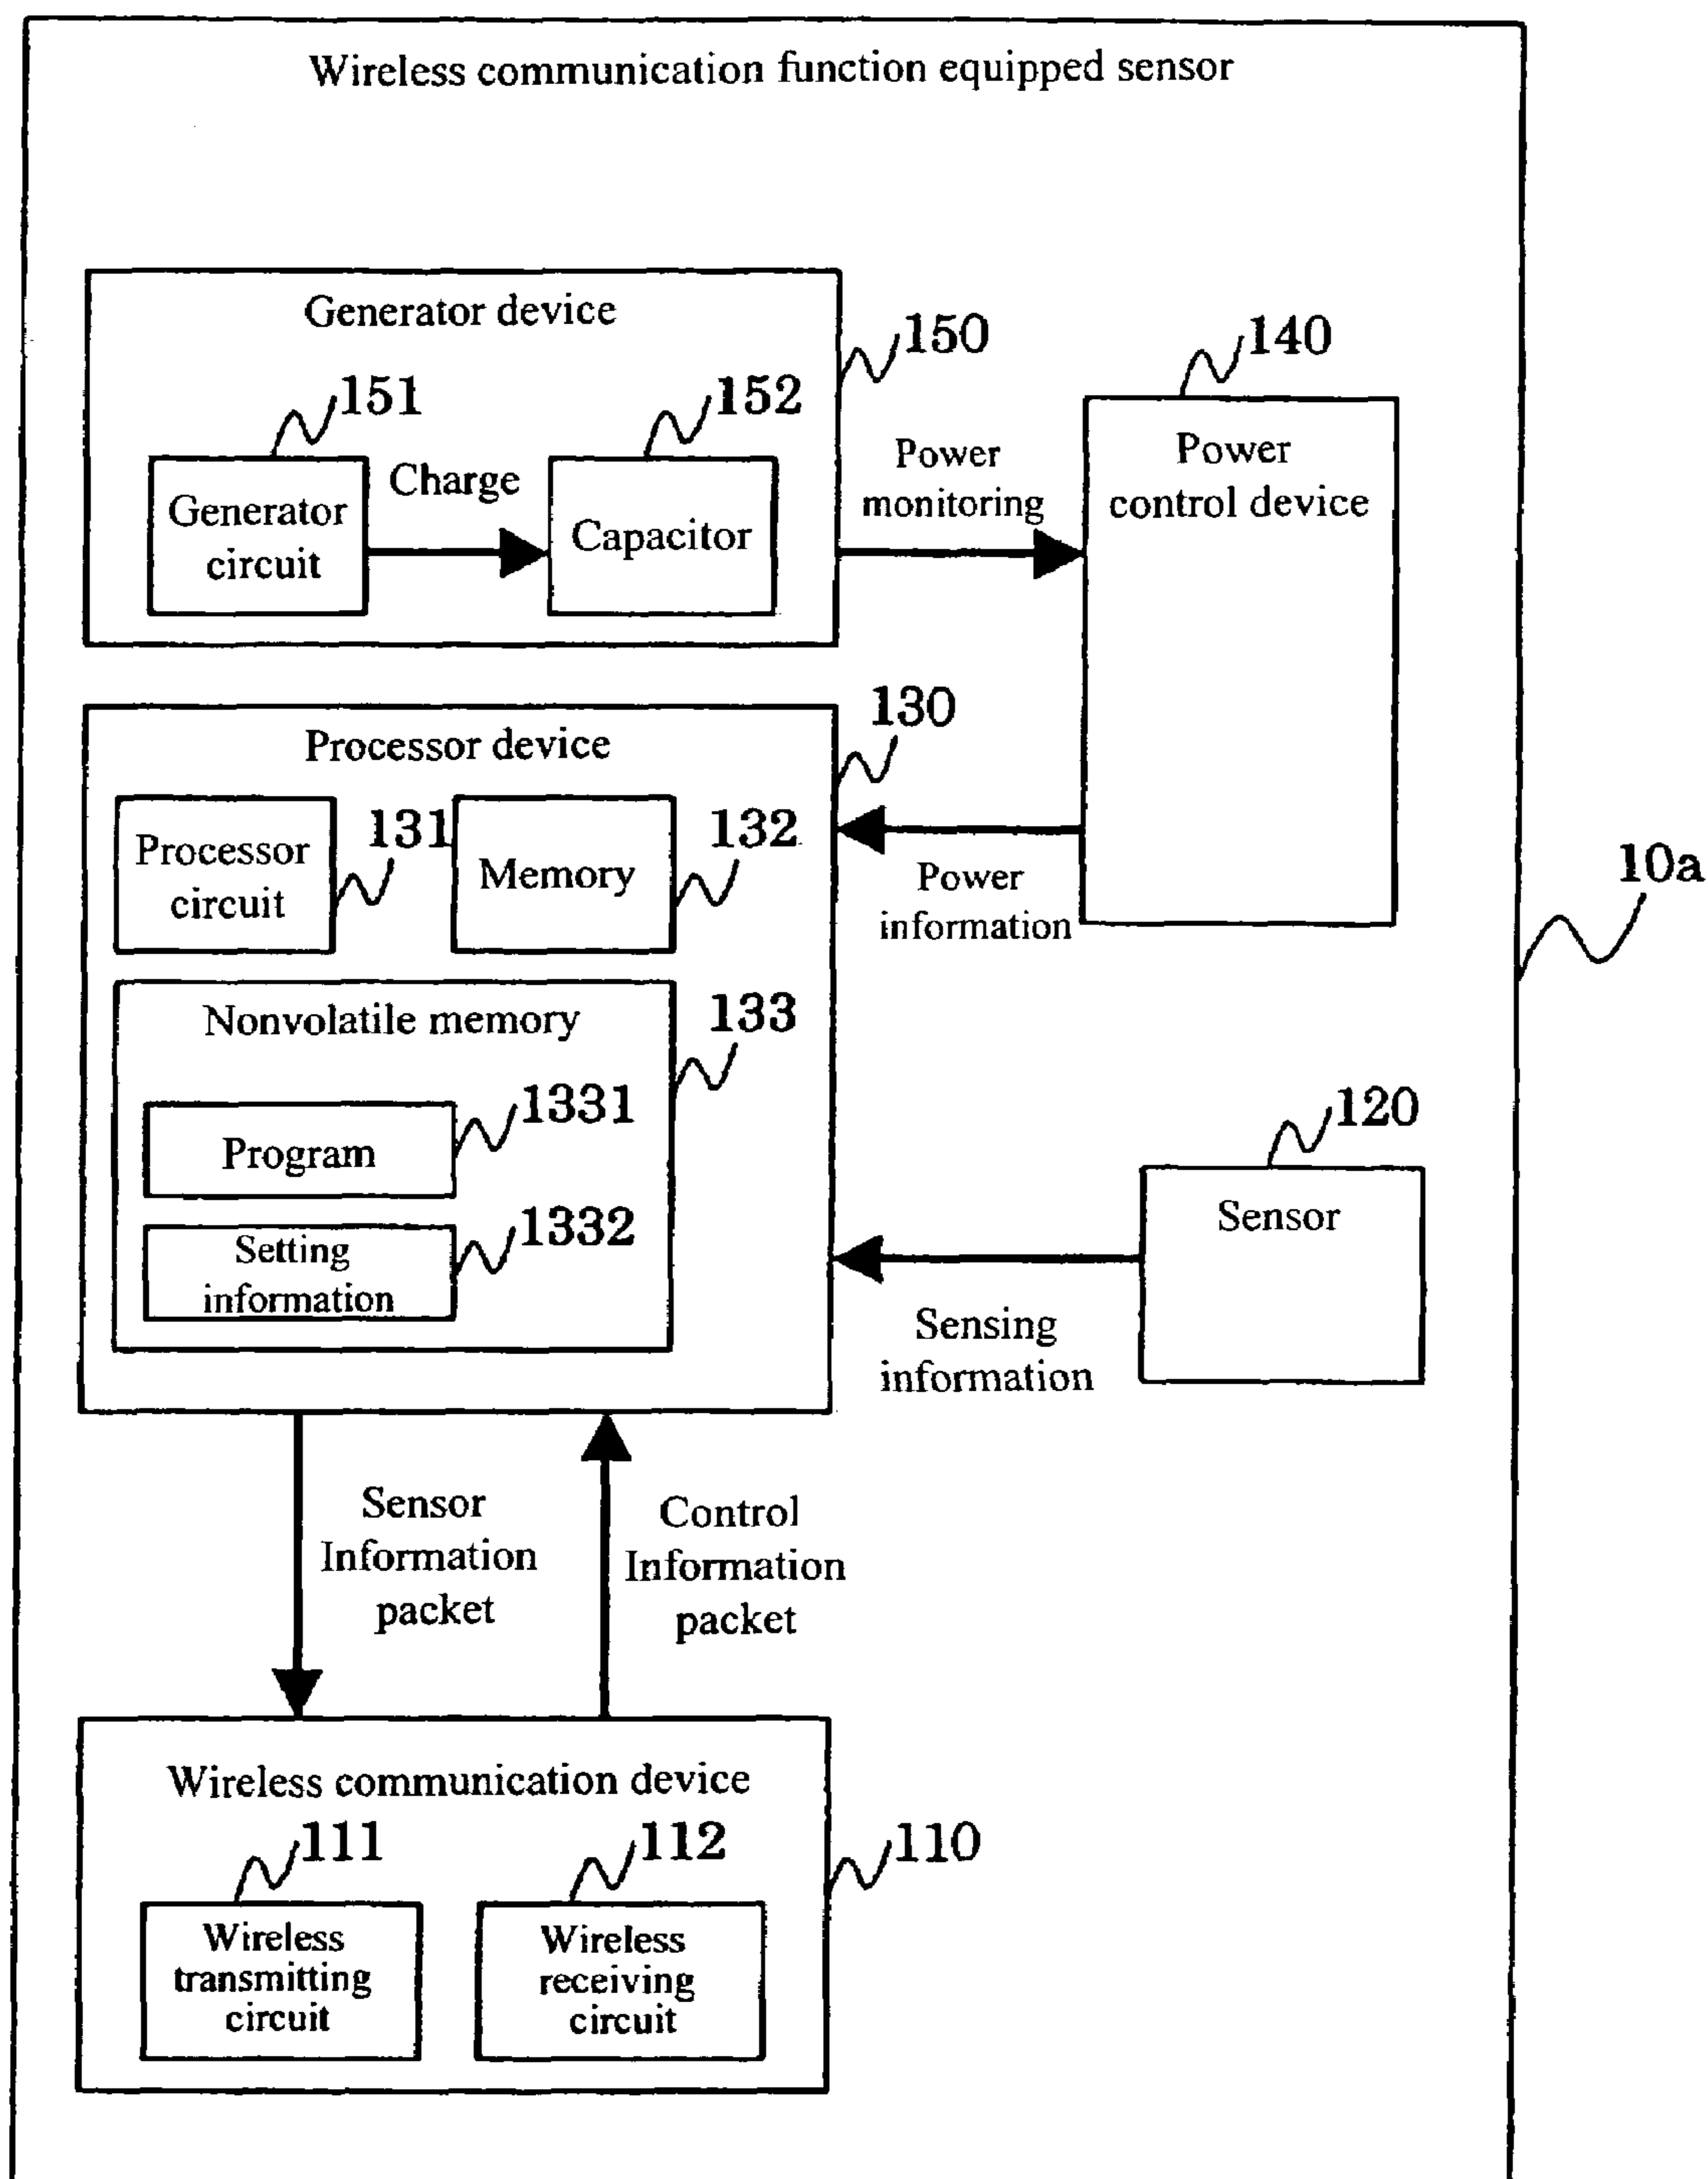 Wireless communication function equipped sensor
Generator device
150
140
151
152
Generator
circuit
Charge
Capacitor
Power
monitoring
Power
control device
130
Processor device
Processor
circuit
131
Memory
132
Power
information
10a
Nonvolatile memory
133
1331
Program
1332
Setting
information
120
Sensor
Sensing
information
Sensor
Information
packet
Control
Information
packet
Wireless communication device
111
112
110
Wireless
transmitting
circuit
Wireless
receiving
circuit